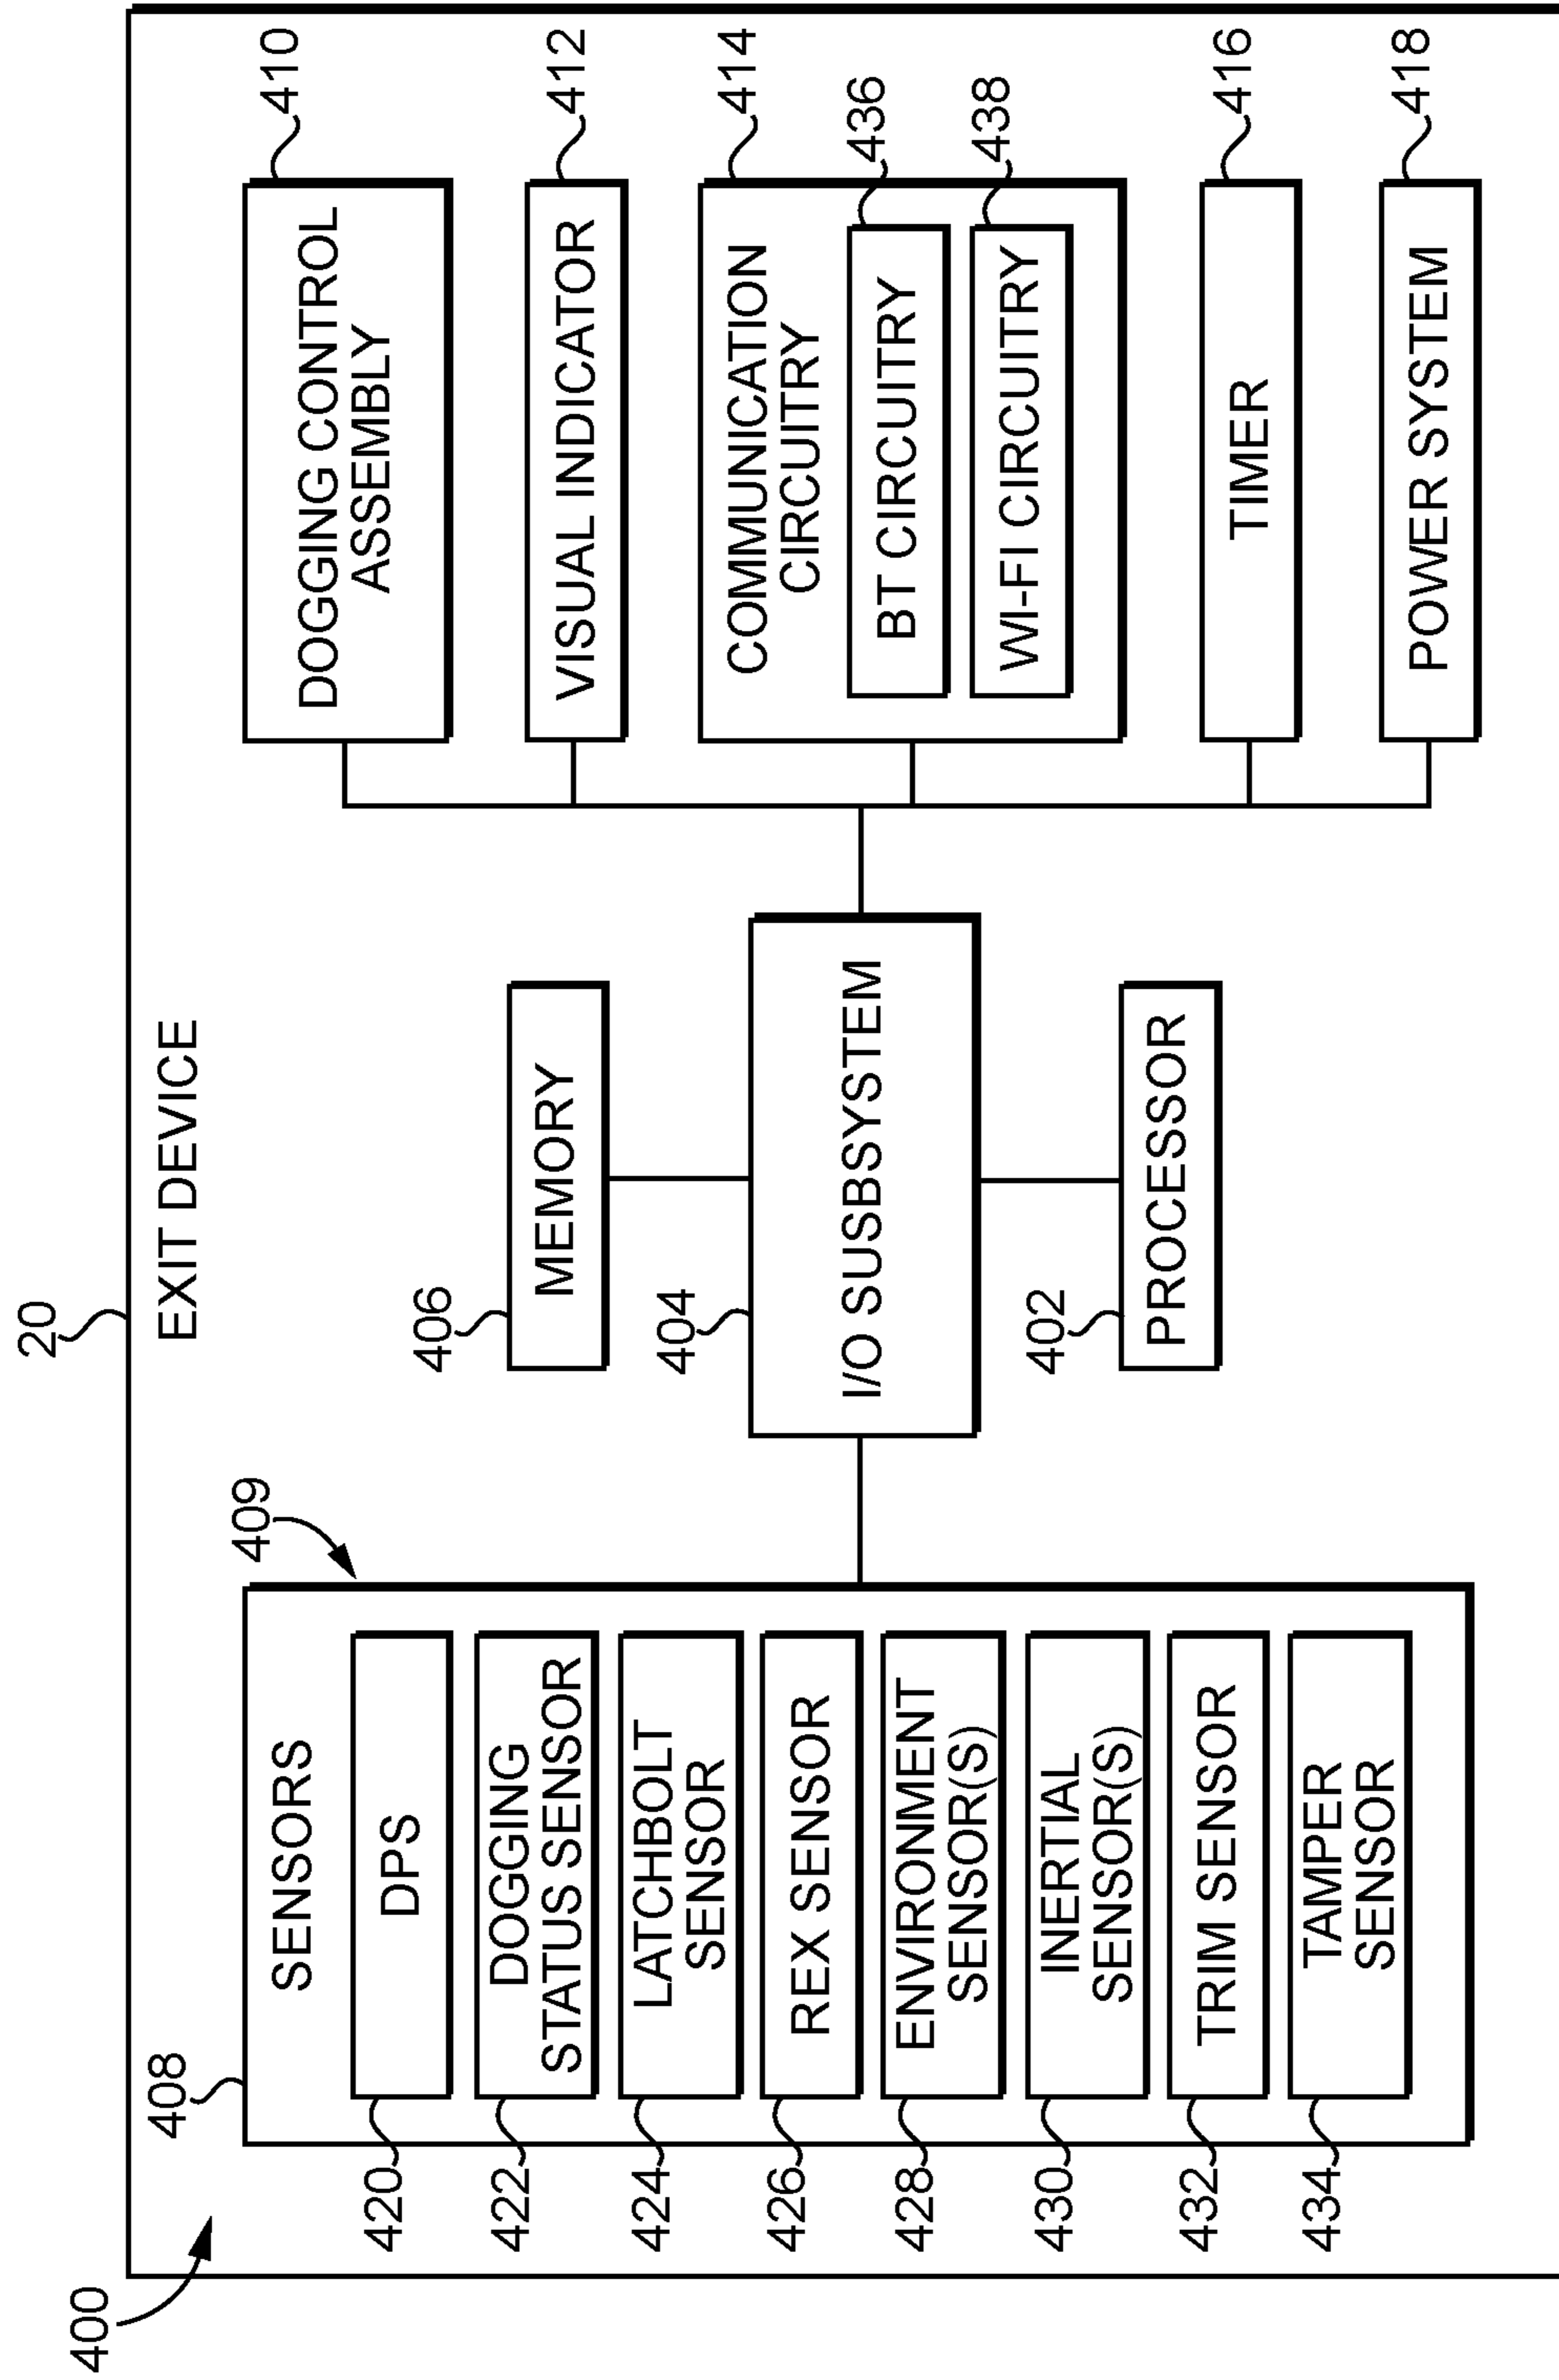 400
20
EXIT DEVICE
408
409
SENSORS
420
DPS
422
DOGGING
STATUS SENSOR
424
LATCHBOLT
SENSOR
426
REX SENSOR
428
ENVIRONMENT
SENSOR(S)
430
INERTIAL
SENSOR(S)
432
TRIM SENSOR
434
TAMPER
SENSOR
406
MEMORY
404
I/O SUSBSYSTEM
402
PROCESSOR
410
DOGGING CONTROL
ASSEMBLY
412
VISUAL INDICATOR
414
COMMUNICATION
CIRCUITRY
436
BT CIRCUITRY
438
WI-FI CIRCUITRY
416
TIMER
418
POWER SYSTEM